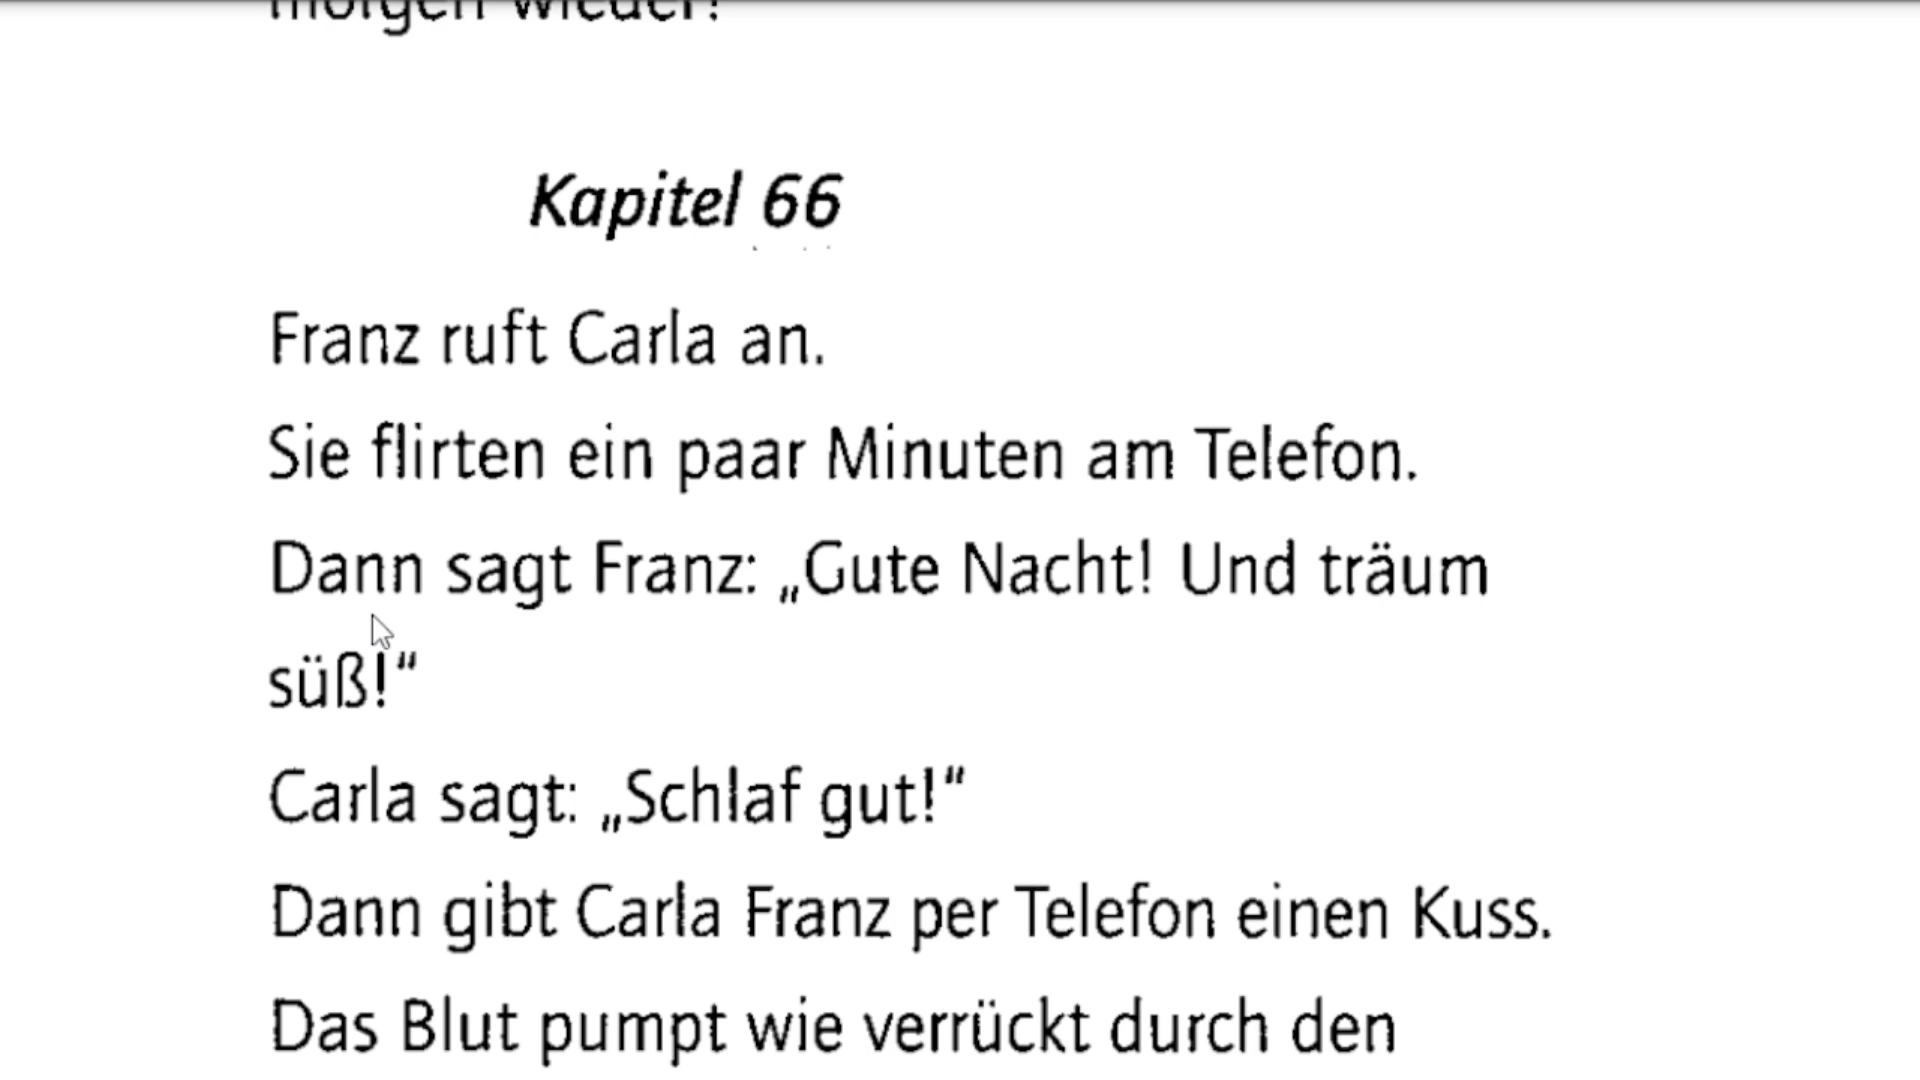 morgen wieder!
Kapitel 66
Franz ruft Carla an.
Sie flirten ein paar Minuten am Telefon.
Dann sagt Franz: „Gute Nacht! Und träum
süß!“
Carla sagt: „Schlaf gut!“
Dann gibt Carla Franz per Telefon einen Kuss.
Das Blut pumpt wie verrückt durch den